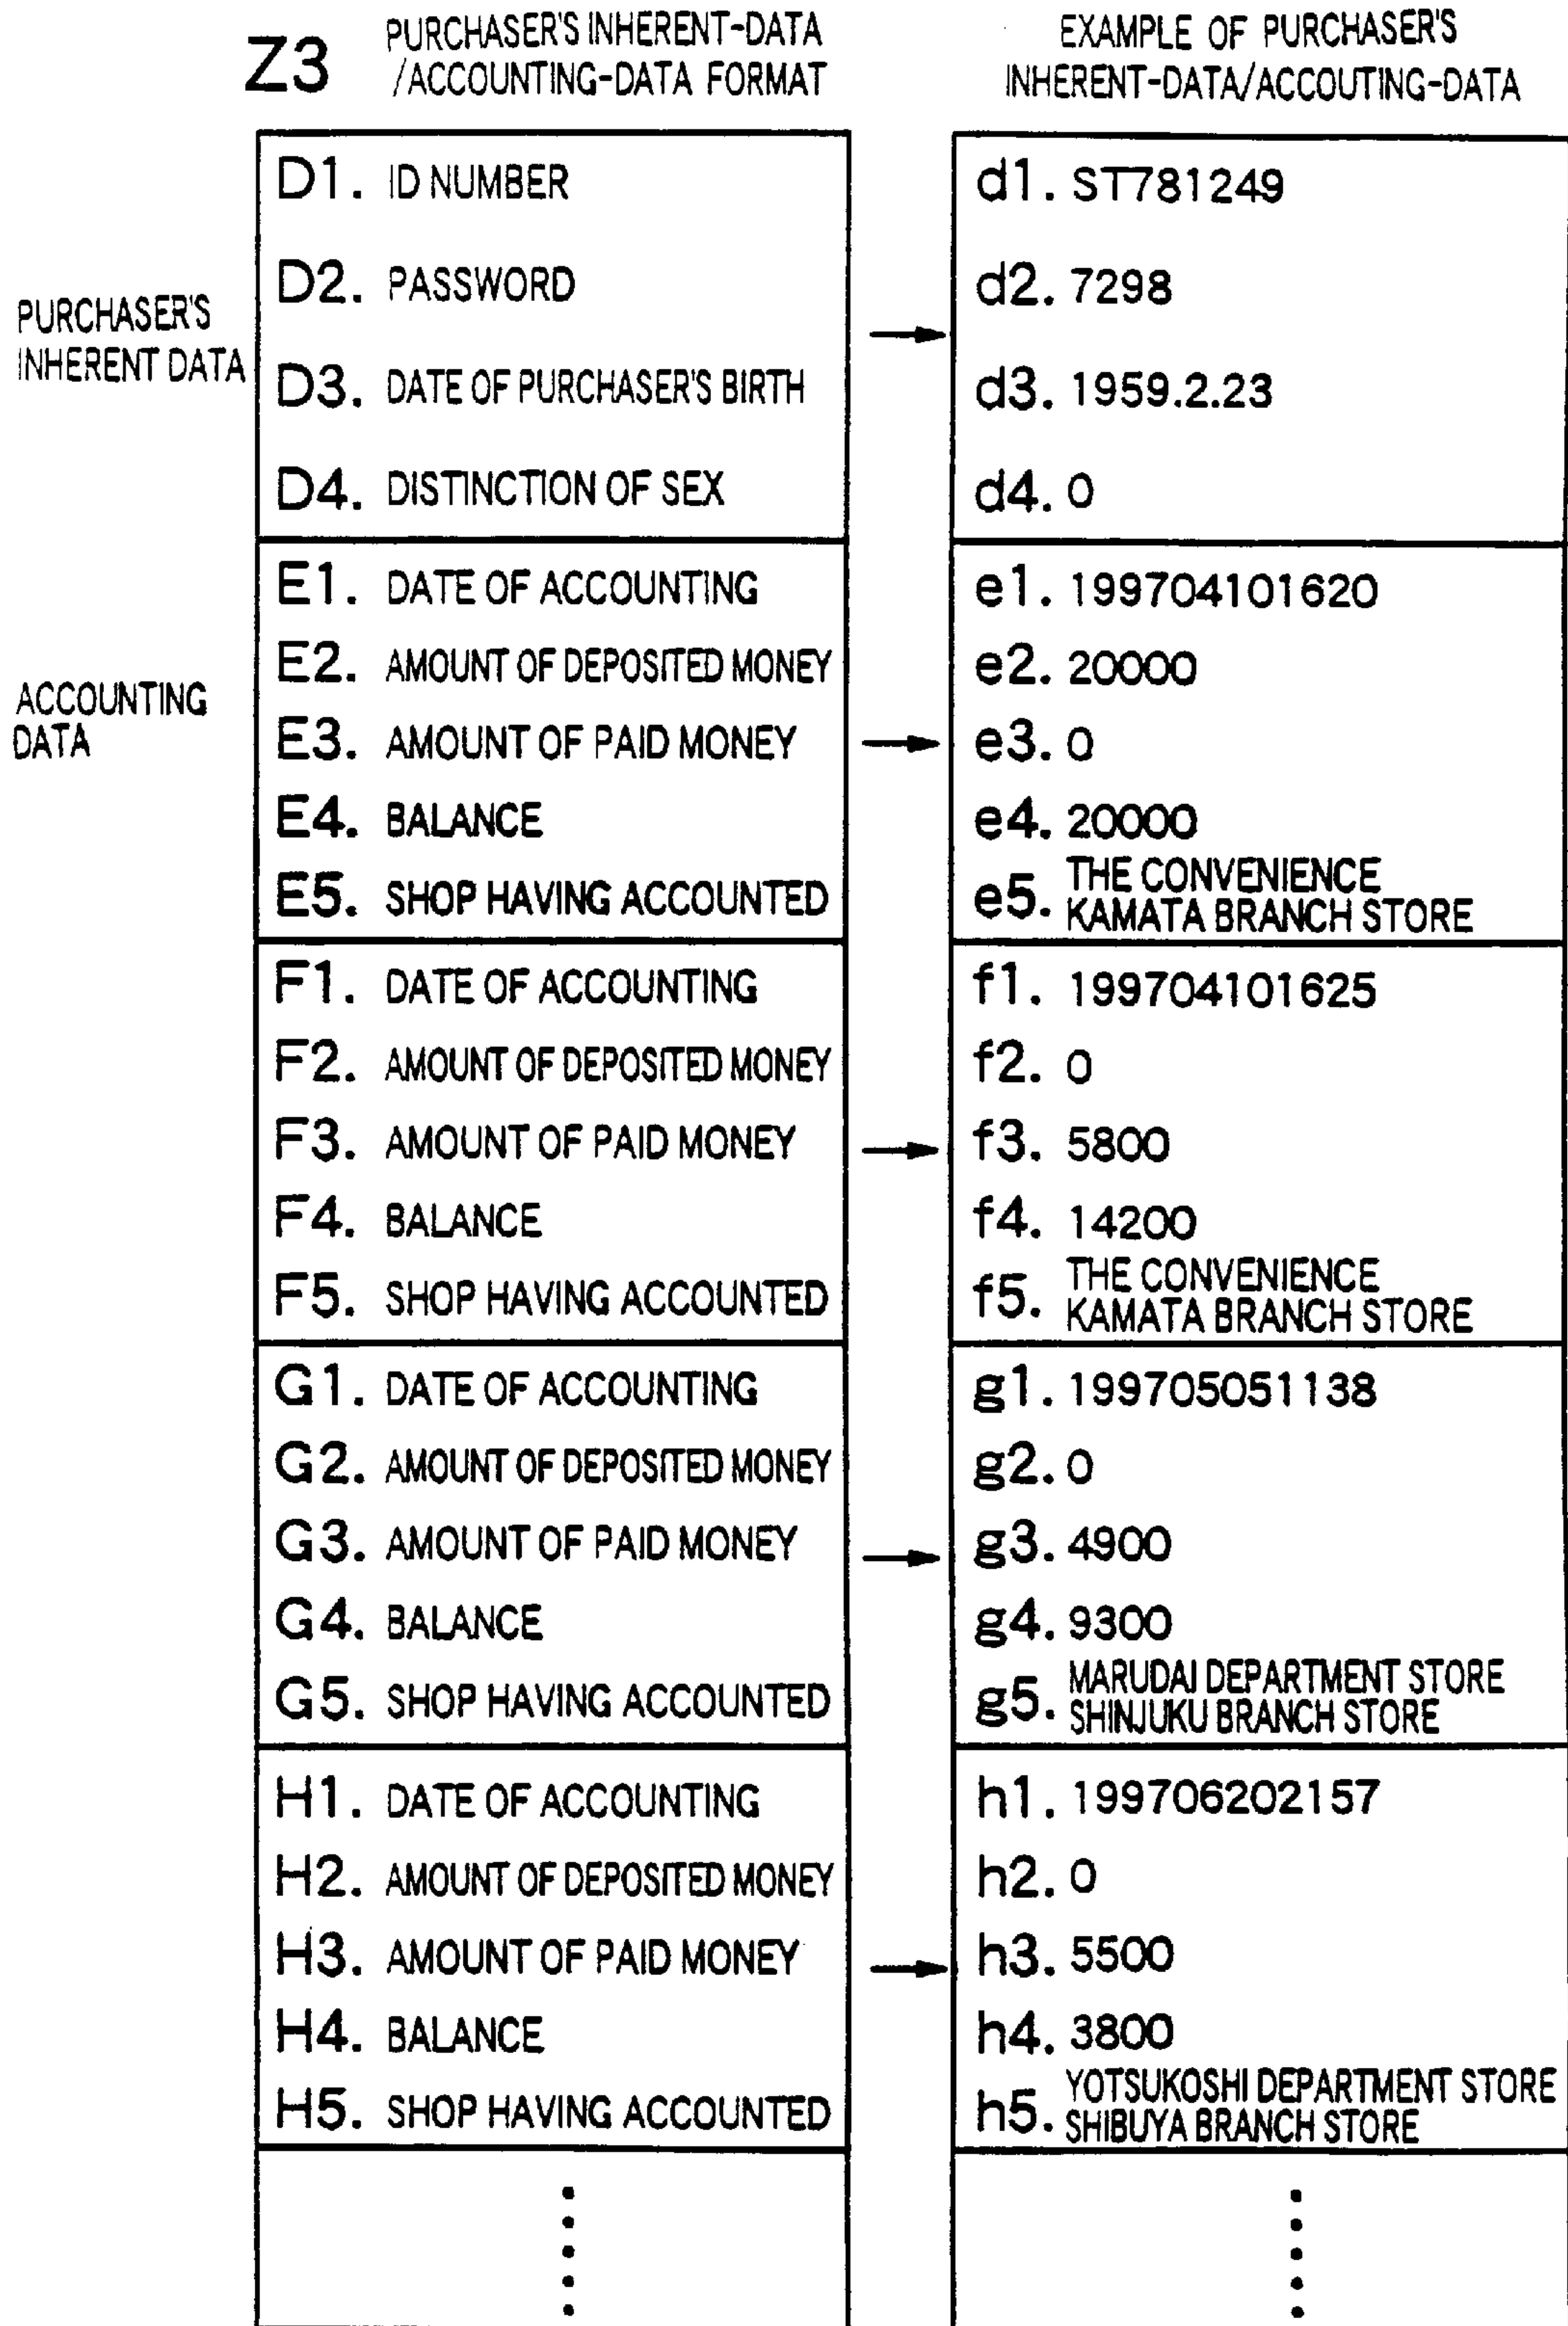 Z3
PURCHASER'S INHERENT-DATA
/ACCOUNTING-DATA FORMAT
EXAMPLE OF PURCHASER'S
INHERENT-DATA/ACCOUTING-DATA
PURCHASER'S
INHERENT DATA
D1. ID NUMBER
d1. ST781249
D2. PASSWORD
d2. 7298
D3. DATE OF PURCHASER'S BIRTH
d3. 1959.2.23
D4. DISTINCTION OF SEX
d4. 0
ACCOUNTING
DATA
E1. DATE OF ACCOUNTING
e1. 199704101620
E2. AMOUNT OF DEPOSITED MONEY
e2. 20000
E3. AMOUNT OF PAID MONEY
e3. 0
E4. BALANCE
e4. 20000
E5. SHOP HAVING ACCOUNTED
e5. THE CONVENIENCE
KAMATA BRANCH STORE
F1. DATE OF ACCOUNTING
f1. 199704101625
F2. AMOUNT OF DEPOSITED MONEY
f2. 0
F3. AMOUNT OF PAID MONEY
f3. 5800
F4. BALANCE
f4. 14200
F5. SHOP HAVING ACCOUNTED
f5. THE CONVENIENCE
KAMATA BRANCH STORE
G1. DATE OF ACCOUNTING
g1. 199705051138
G2. AMOUNT OF DEPOSITED MONEY
g2. 0
G3. AMOUNT OF PAID MONEY
g3. 4900
G4. BALANCE
g4. 9300
G5. SHOP HAVING ACCOUNTED
g5. MARUDAI DEPARTMENT STORE
SHINJUKU BRANCH STORE
H1. DATE OF ACCOUNTING
h1. 199706202157
H2. AMOUNT OF DEPOSITED MONEY
h2. 0
H3. AMOUNT OF PAID MONEY
h3. 5500
H4. BALANCE
h4. 3800
H5. SHOP HAVING ACCOUNTED
h5. YOTSUKOSHI DEPARTMENT STORE
SHIBUYA BRANCH STORE